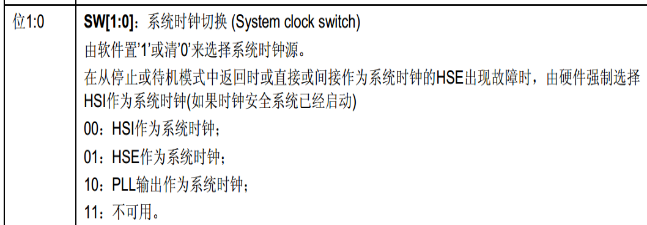 位1:0
SW[1:0]：系统时钟切换 (System clock switch)
由软件置'1'或清'0'来选择系统时钟源。
在从停止或待机模式中返回时或直接或间接作为系统时钟的HSE出现故障时，由硬件强制选择
HSI作为系统时钟(如果时钟安全系统已经启动)
00：HSI作为系统时钟；
01：HSE作为系统时钟；
10：PLL输出作为系统时钟；
11：不可用。